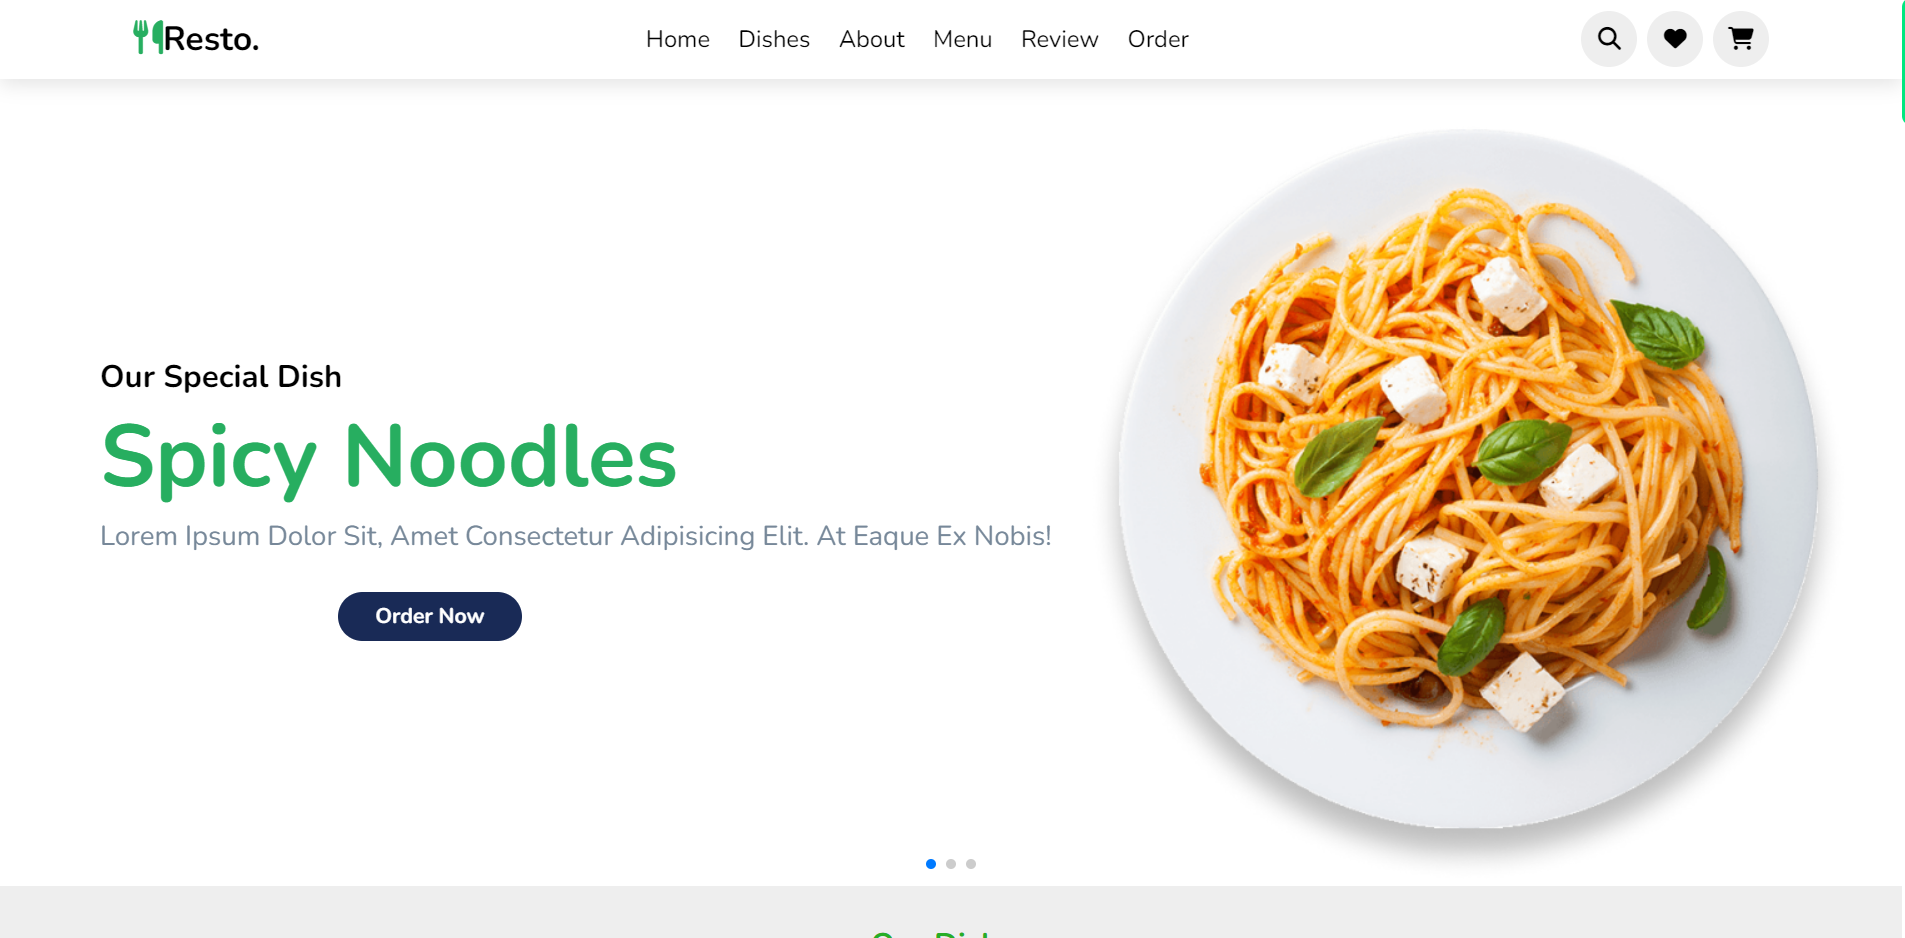 Resto.
Home Dishes About Menu Review Order
Our Special Dish
Spicy Noodles
Lorem Ipsum Dolor Sit, Amet Consectetur Adipisicing Elit. At Eaque Ex Nobis!
Order Now
Our